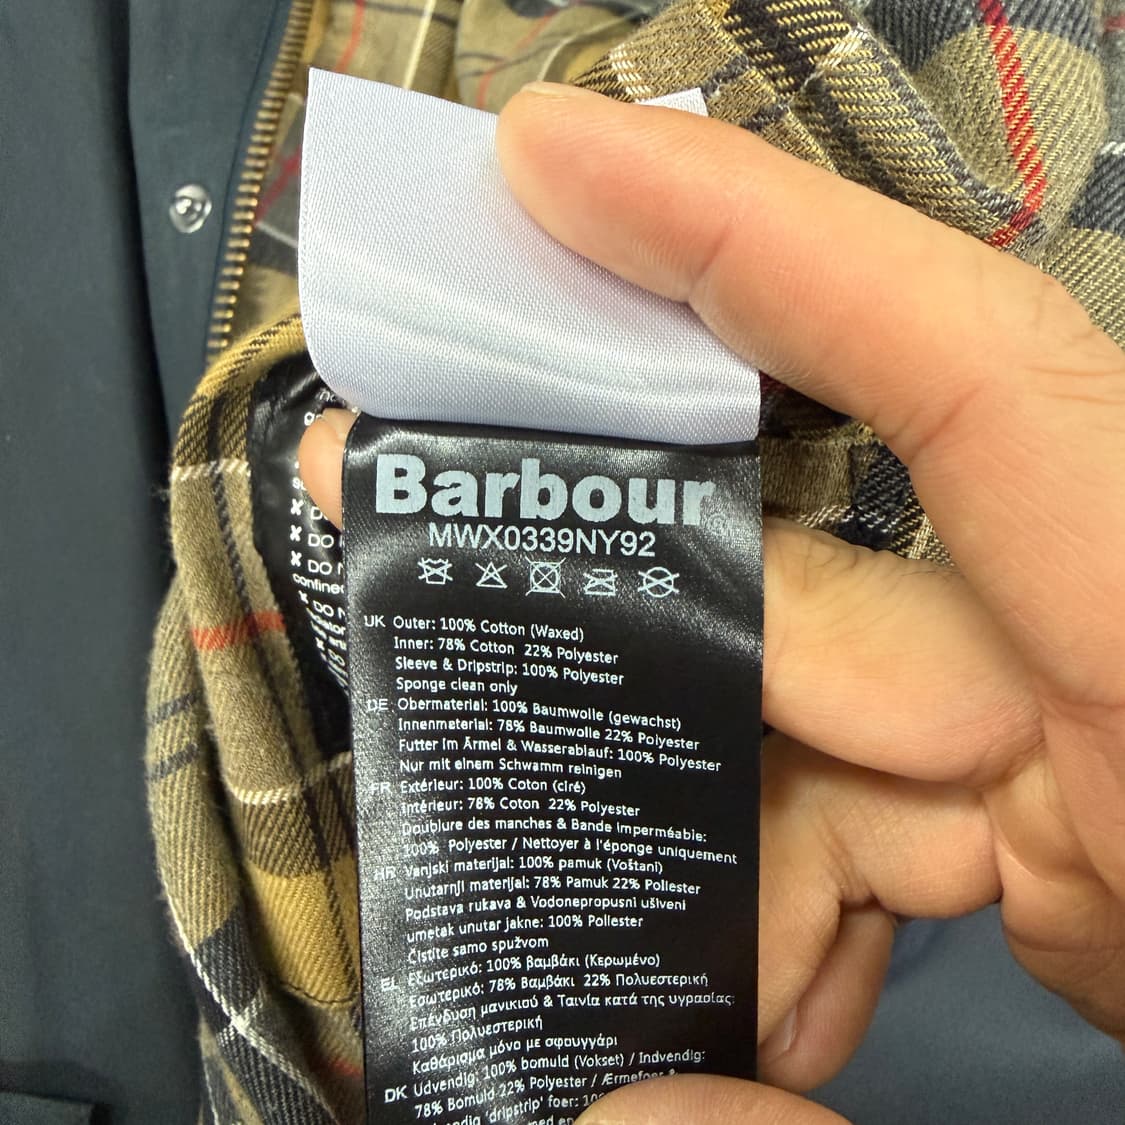 Barbour®
MWX0339NY92
UK Outer: 100% Cotton (Waxed)
Inner: 78% Cotton 22% Polyester
Sleeve & Dripstrip: 100% Polyester
Sponge clean only
DE Obermaterial: 100% Baumwolle (gewachst)
Innenmaterial: 78% Baumwolle 22% Polyester
Futter im Ärmel & Wasserablauf: 100% Polyester
Nur mit einem Schwamm reinigen
FR Extérieur: 100% Coton (ciré)
Intérieur: 78% Coton 22% Polyester
Doublure des manches & Bande imperméable:
100% Polyester / Nettoyer à l'éponge uniquement
HR Vanjski materijal: 100% pamuk (Voštani)
Unutarnji materijal: 78% Pamuk 22% Poliester
Podstava rukava & Vodonepropusni ušiveni
umetak unutar jakne: 100% Poliester
Čistite samo spužvom
EL Εξωτερικό: 100% Βαμβάκι (Κερωμένο)
Εσωτερικό: 78% Βαμβάκι 22% Πολυεστερική
Επένδυση μανικιού & Ταινία κατά της υγρασίας:
100% Πολυεστερική
Καθάρισμα μόνο με σφουγγάρι
DK Udvendig: 100% bomuld (Vokset) / Indvendig:
78% Bomuld 22% Polyester /
'dripstrip' foer:
DO
DO
DO